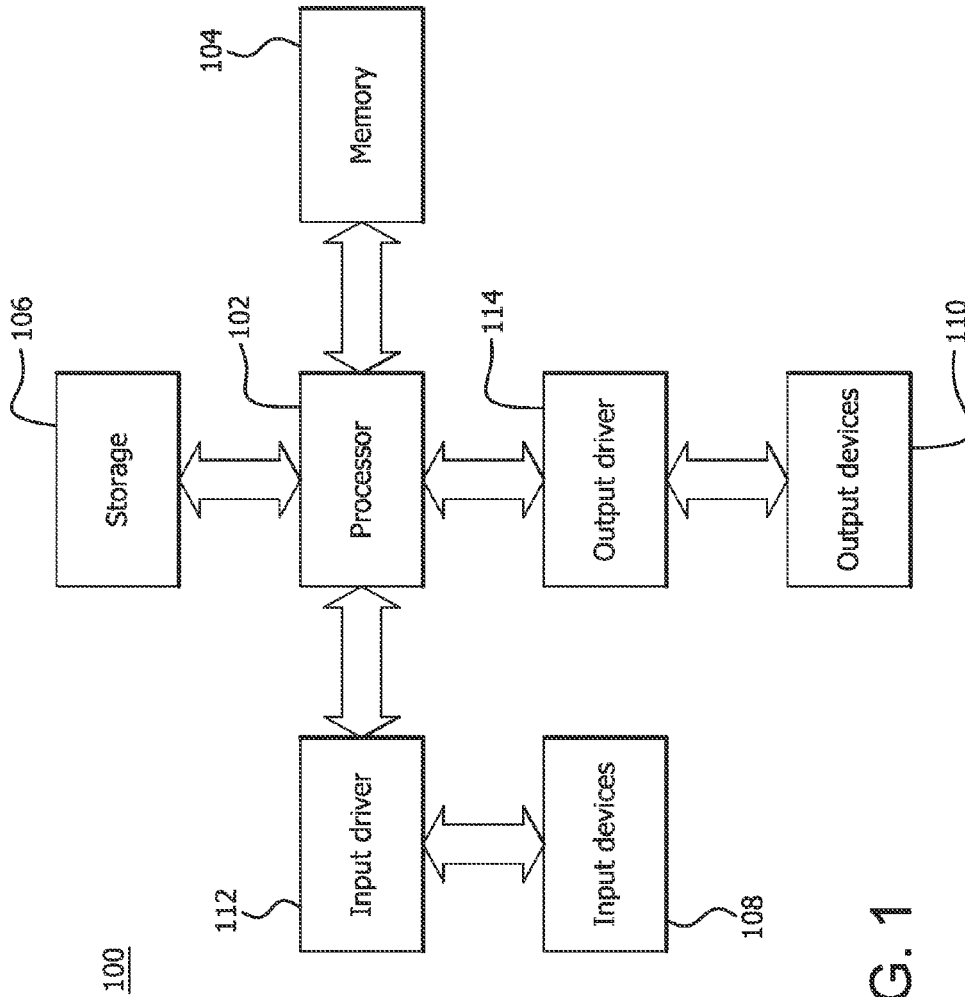 106
100
Storage
104
112
102
Input driver
Processor
Memory
114
Input devices
Output driver
108
Output devices
G. 1
110